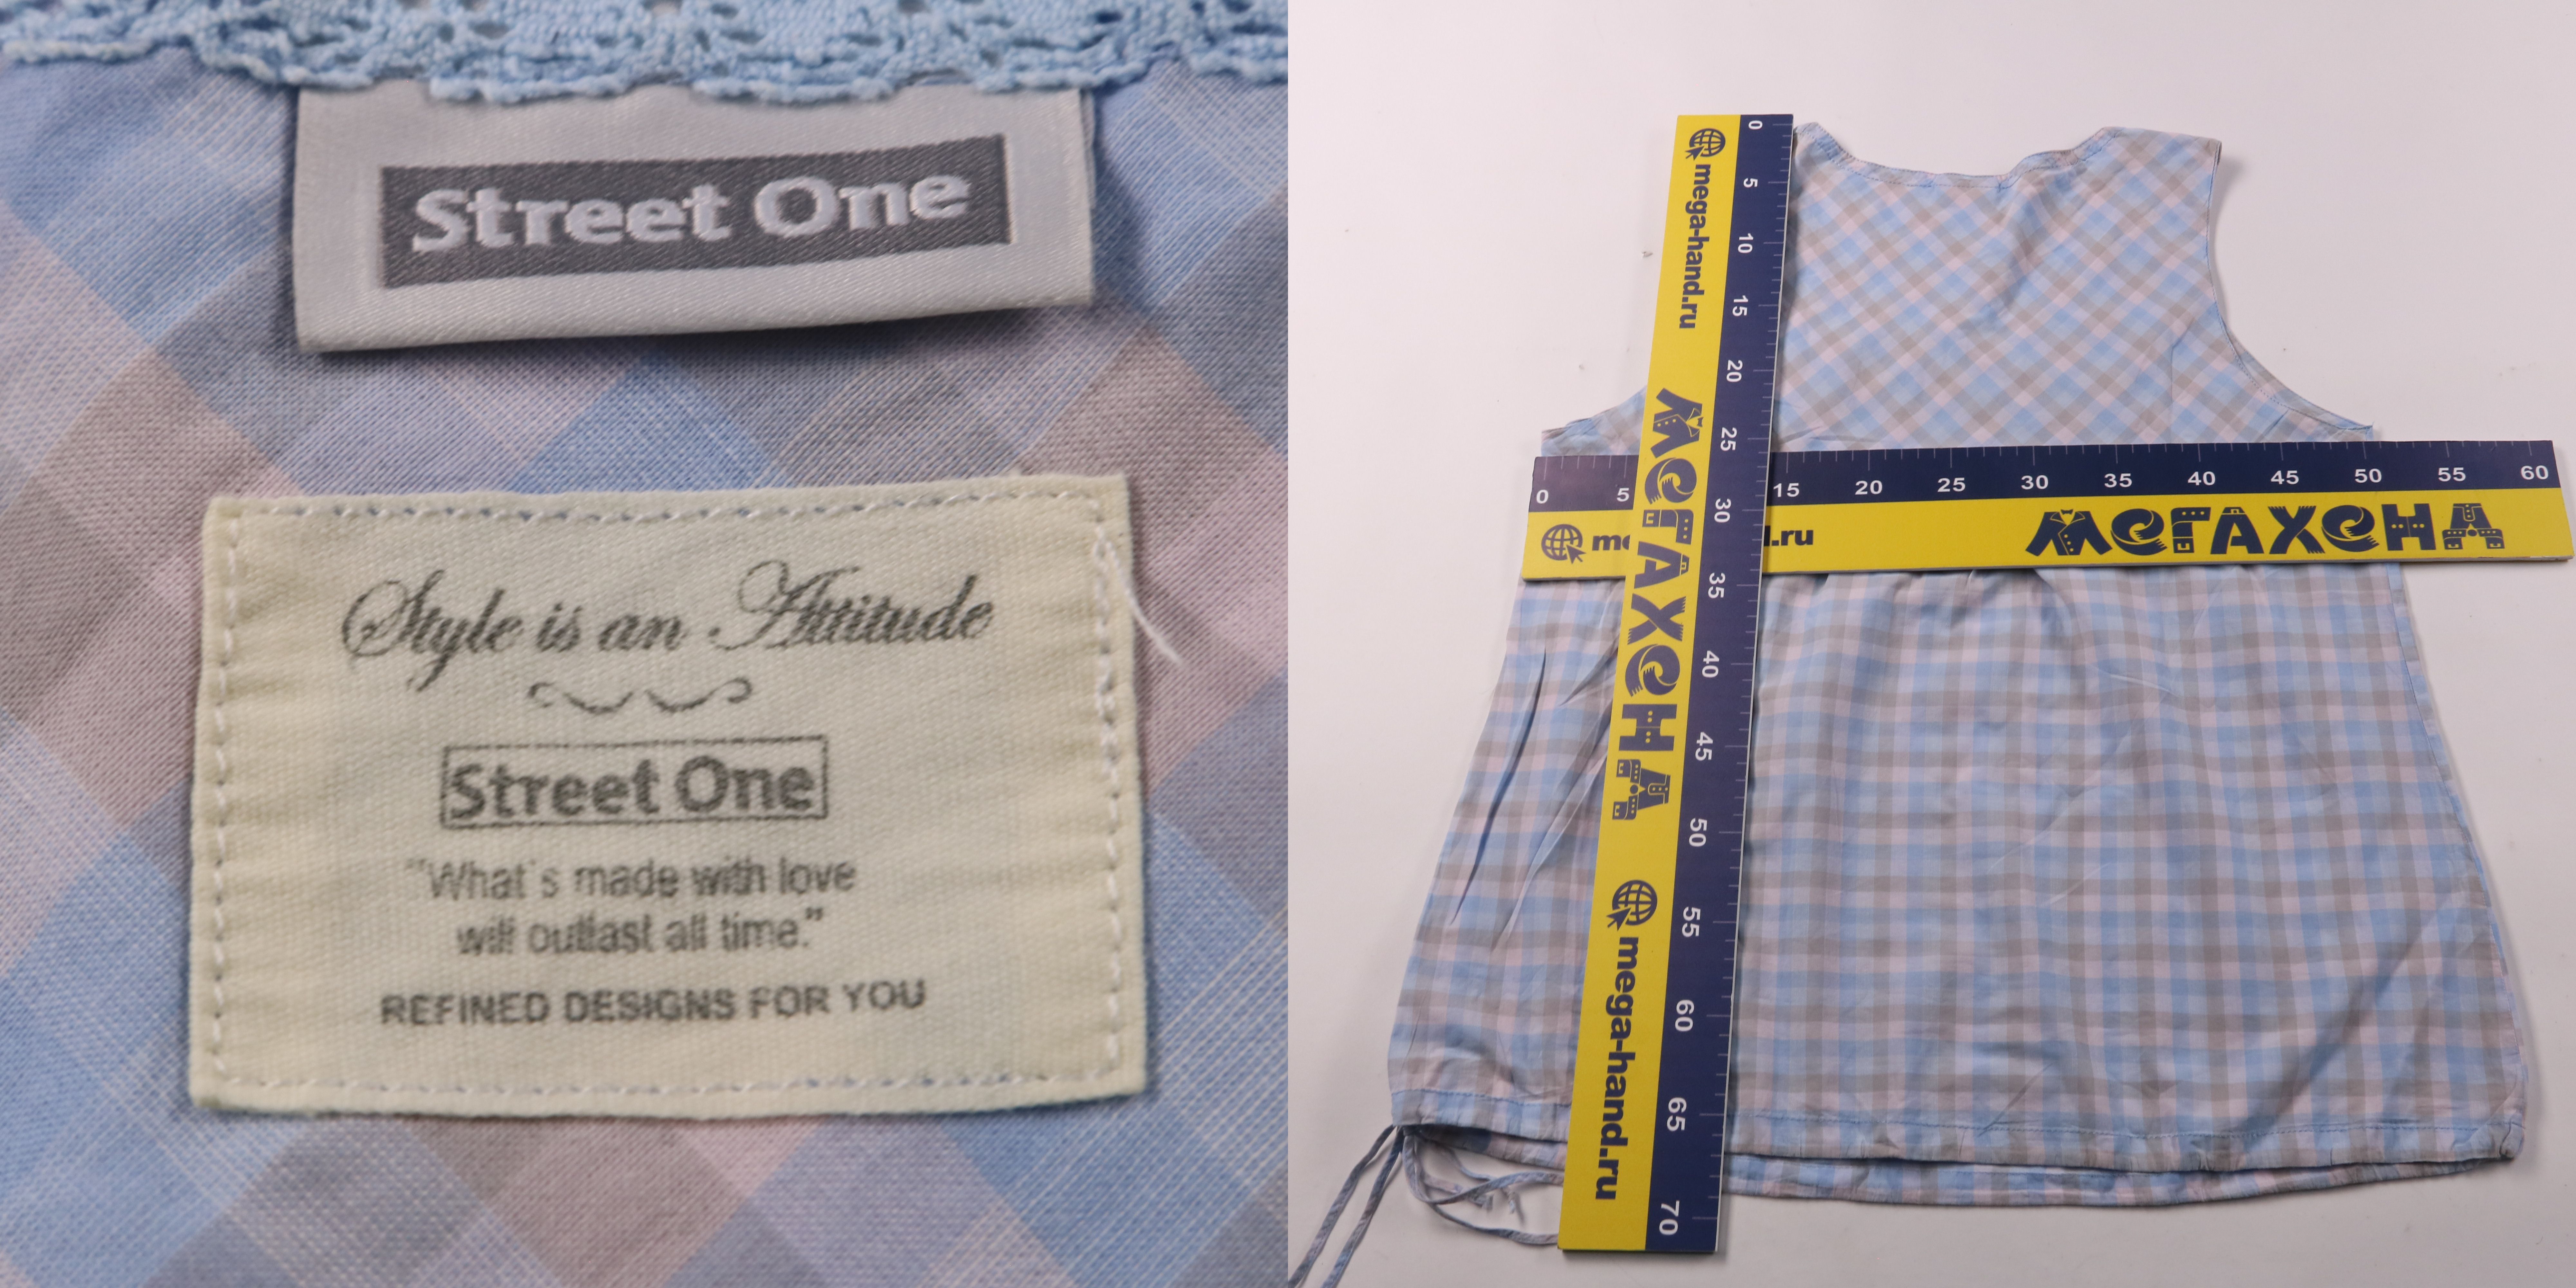 Street One
Style is an Attitude
Street One
"What's made with love
will outlast all time."
REFINED DESIGNS FOR YOU
0 5 10 15 20 25 30 35 40 45 50 55 60 65 70
mega-hand.ru
МЕГАХЕНД
mega-hand.ru
0 5 15 20 25 30 35 40 45 50 55 60
me
.ru
МЕГАХЕНД